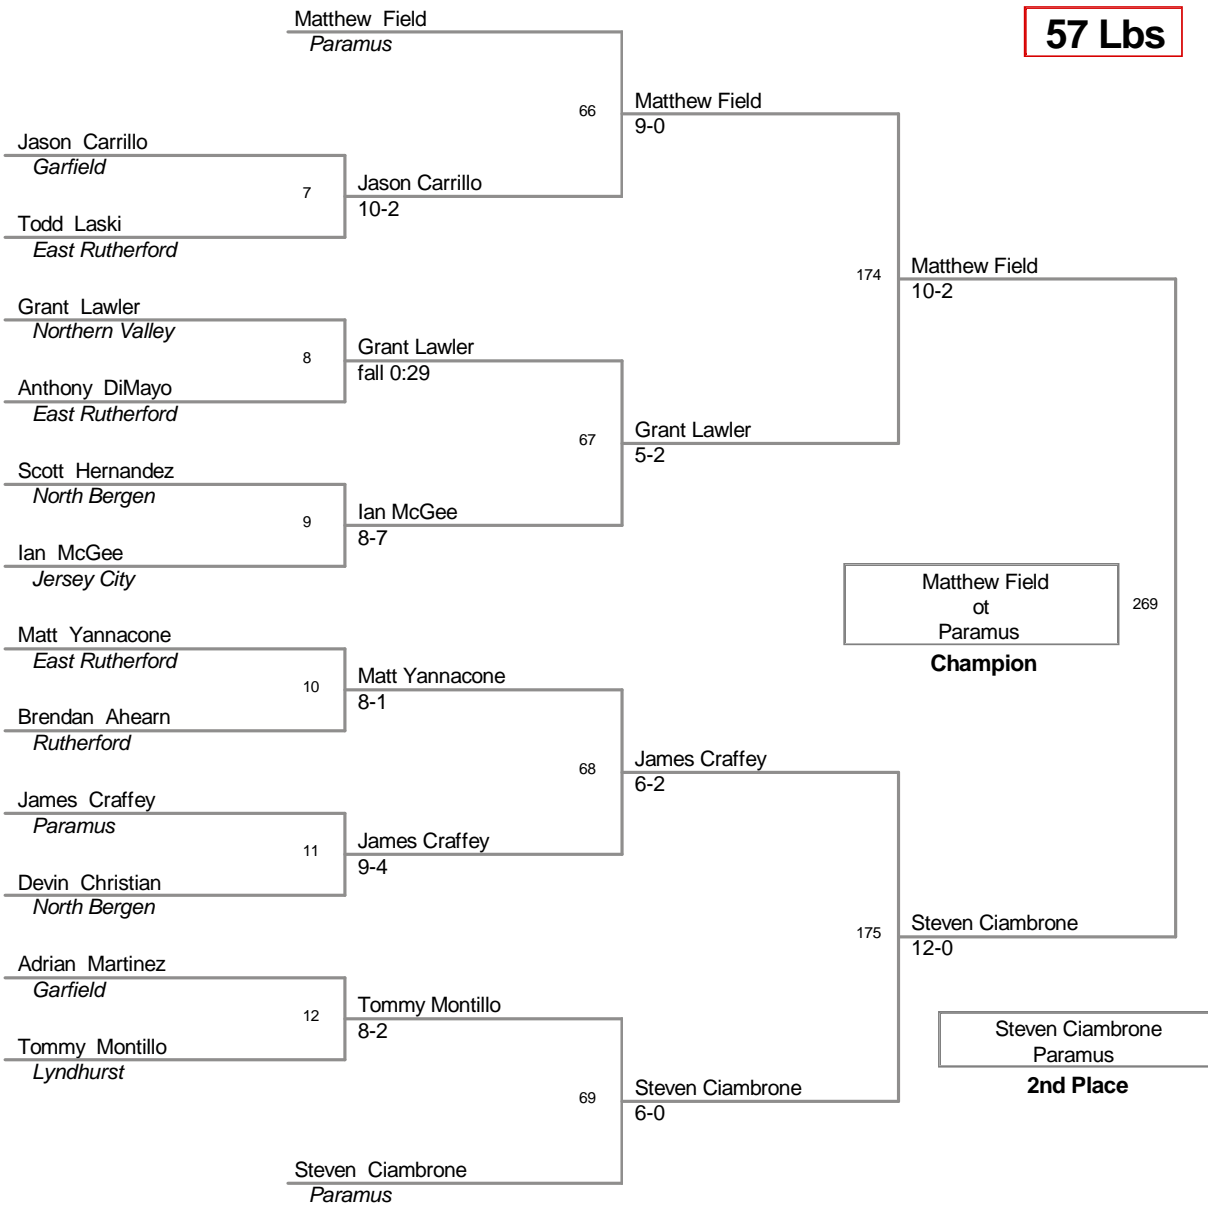 Matthew Field
Paramus
57 Lbs
66
Matthew Field
9-0
Jason Carrillo
Garfield
7
Jason Carrillo
10-2
Todd Laski
East Rutherford
174
Matthew Field
10-2
Grant Lawler
Northern Valley
8
Grant Lawler
fall 0:29
Anthony DiMayo
East Rutherford
67
Grant Lawler
5-2
Scott Hernandez
North Bergen
9
Ian McGee
8-7
Ian McGee
Jersey City
Matthew Field
ot
Paramus
Champion
269
Matt Yannacone
East Rutherford
10
Matt Yannacone
8-1
Brendan Ahearn
Rutherford
68
James Craffey
6-2
James Craffey
Paramus
11
James Craffey
9-4
Devin Christian
North Bergen
175
Steven Ciambrone
12-0
Adrian Martinez
Garfield
12
Tommy Montillo
8-2
Tommy Montillo
Lyndhurst
Steven Ciambrone
Paramus
2nd Place
69
Steven Ciambrone
6-0
Steven Ciambrone
Paramus